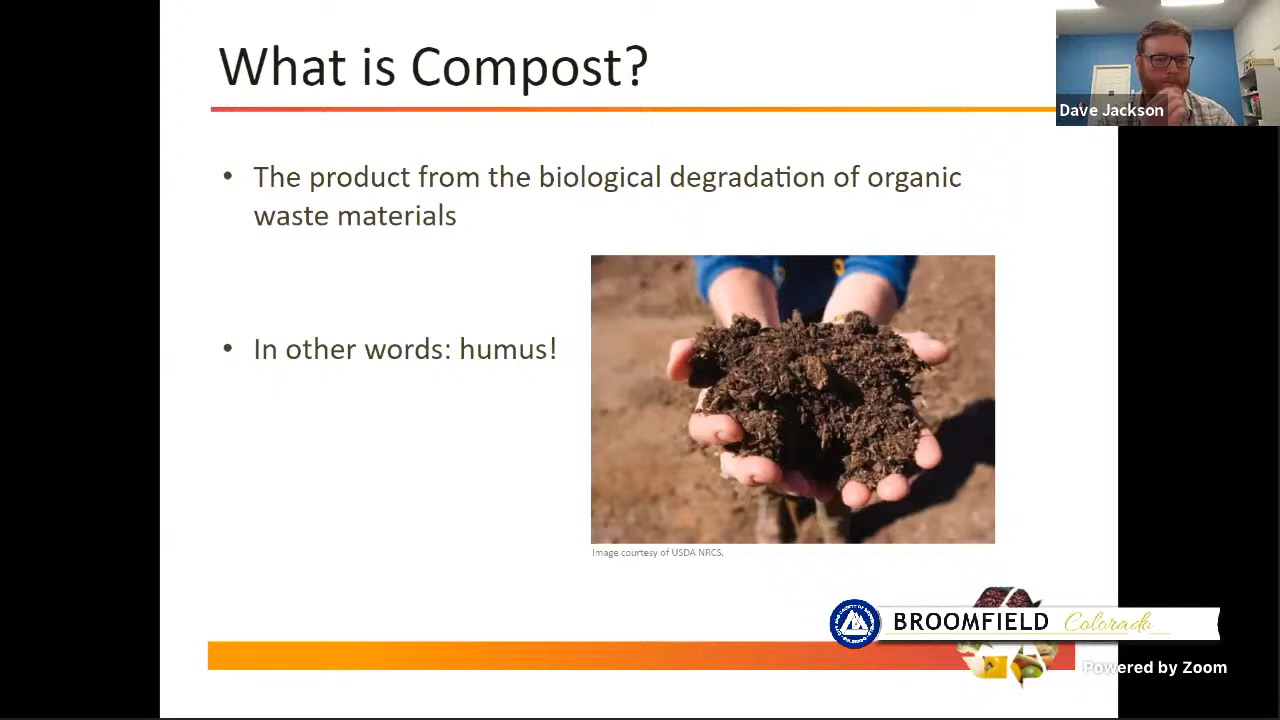 What is Compost?
Dave Jackson
• The product from the biological degradation of organic
waste materials
• In other words: humus!
Image courtesy of USDA NRCS.
BROOMFIELD Colorado
Powered by Zoom